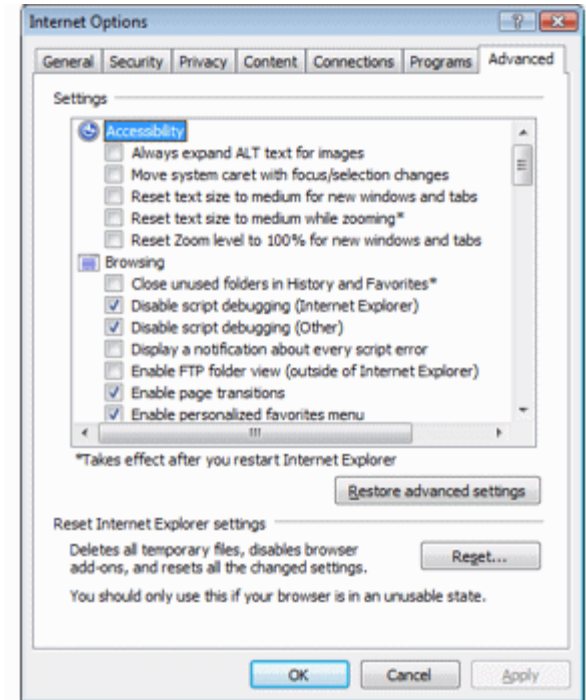 Internet Options
General Security Privacy Content Connections Programs Advanced
Settings
Accessibility
Always expand ALT text for images
Move system caret with focus/selection changes
Reset text size to medium for new windows and tabs
Reset text size to medium while zooming*
Reset Zoom level to 100% for new windows and tabs
Browsing
Close unused folders in History and Favorites*
Disable script debugging (Internet Explorer)
Disable script debugging (Other)
Display a notification about every script error
Enable FTP folder view (outside of Internet Explorer)
Enable page transitions
Enable personalized favorites menu
*Takes effect after you restart Internet Explorer
Restore advanced settings
Reset Internet Explorer settings
Deletes all temporary files, disables browser
add-ons, and resets all the changed settings.
Reset...
You should only use this if your browser is in an unusable state.
OK Cancel Apply